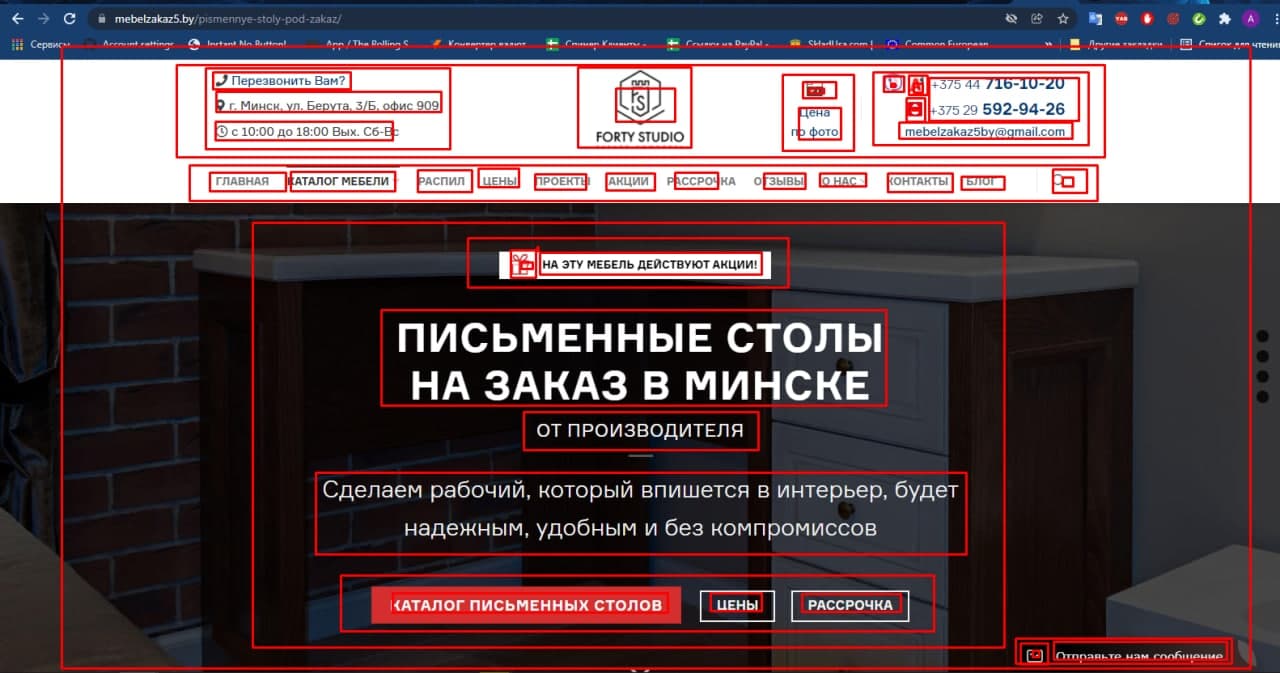 mebelzakaz5.by/pismennye-stoly-pod-zakaz/
Сервисы Account settings Instant No Button! App / The Rolling S Конвертер валют Спицер Клиенты - Ссылки на PayPal - SkladUsa.com | Common European » Другие закладки Список для чтения
Перезвонить Вам?
г. Минск, ул. Берута, 3/Б, офис 909
с 10:00 до 18:00 Вых. Сб-Вс
FORTY STUDIO
Цена
по фото
+375 44 716-10-20
+375 29 592-94-26
mebelzakaz5by@gmail.com
ГЛАВНАЯ КАТАЛОГ МЕБЕЛИ РАСПИЛ ЦЕНЫ ПРОЕКТЫ АКЦИИ РАССРОЧКА ОТЗЫВЫ О НАС КОНТАКТЫ БЛОГ
НА ЭТУ МЕБЕЛЬ ДЕЙСТВУЮТ АКЦИИ!
ПИСЬМЕННЫЕ СТОЛЫ
НА ЗАКАЗ В МИНСКЕ
ОТ ПРОИЗВОДИТЕЛЯ
Сделаем рабочий, который впишется в интерьер, будет
надежным, удобным и без компромиссов
КАТАЛОГ ПИСЬМЕННЫХ СТОЛОВ ЦЕНЫ РАССРОЧКА
Отправьте нам сообщение